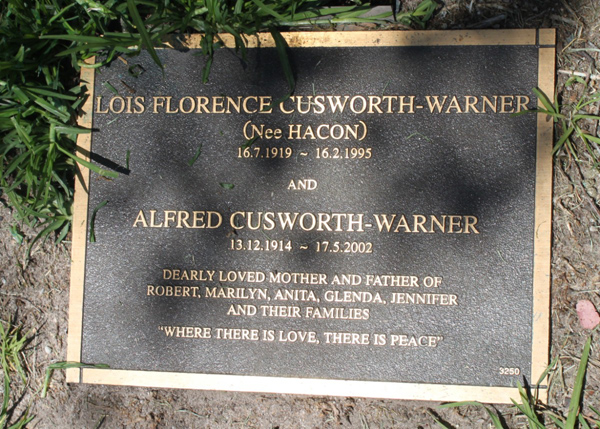 LOIS FLORENCE CUSWORTH-WARNER
(Nee HACON)
16.7.1919 ~ 16.2.1995
AND
ALFRED CUSWORTH-WARNER
13.12.1914 ~ 17.5.2002
DEARLY LOVED MOTHER AND FATHER OF
ROBERT, MARILYN, ANITA, GLENDA, JENNIFER
AND THEIR FAMILIES
"WHERE THERE IS LOVE, THERE IS PEACE"
3250